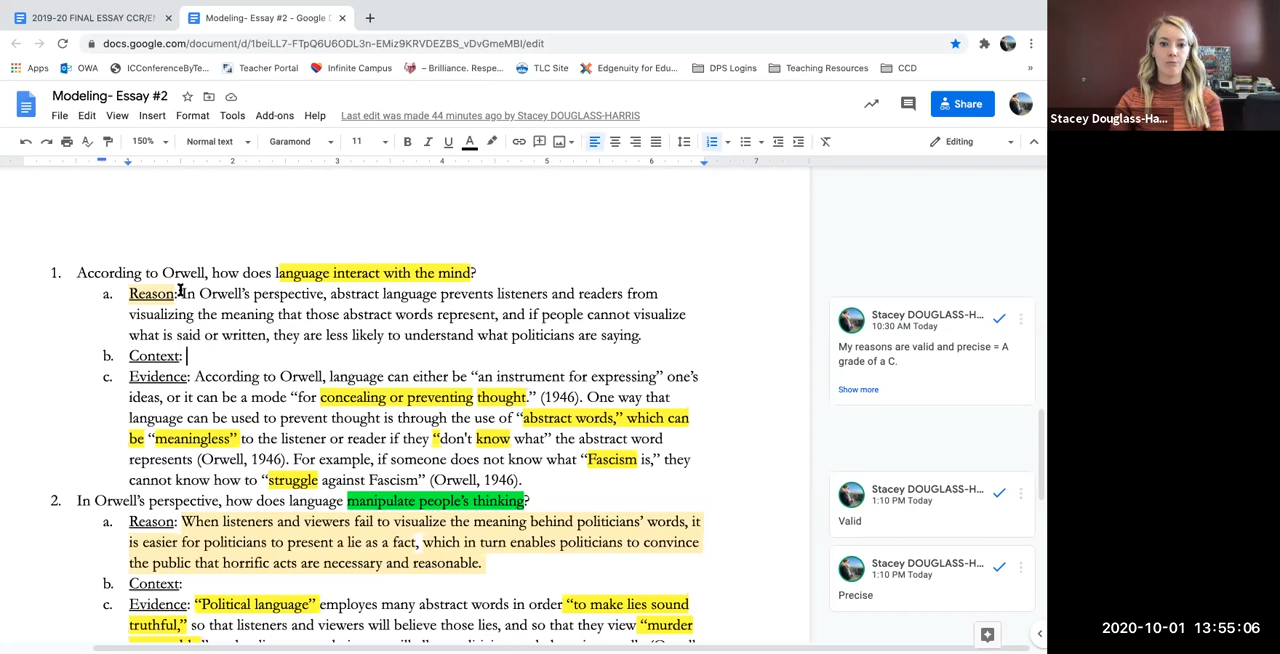 2019-20 FINAL ESSAY CCR/E
Modeling- Essay #2 - Google
docs.google.com/document/d/1beiLL7-FTpQ6U6ODL3n-EMiz9KRVDEZBS_vDvGmeMBI/edit
Apps OWA ICConferenceByTe... Teacher Portal Infinite Campus – Brilliance.Respe... TLC Site Edgenuity for Edu... DPS Logins Teaching Resources CCD »
Modeling- Essay #2
File Edit View Insert Format Tools Add-ons Help Last edit was made 44 minutes ago by Stacey DOUGLASS-HARRIS
Share
Stacey Douglass-Ha...
150% Normal text Garamond 11 B I U A Editing
2 3 4 5 6 7
1. According to Orwell, how does language interact with the mind?
a. Reason: In Orwell’s perspective, abstract language prevents listeners and readers from
visualizing the meaning that those abstract words represent, and if people cannot visualize
what is said or written, they are less likely to understand what politicians are saying.
b. Context:
c. Evidence: According to Orwell, language can either be “an instrument for expressing” one’s
ideas, or it can be a mode “for concealing or preventing thought.” (1946). One way that
language can be used to prevent thought is through the use of “abstract words,” which can
be “meaningless” to the listener or reader if they “don't know what” the abstract word
represents (Orwell, 1946). For example, if someone does not know what “Fascism is,” they
cannot know how to “struggle against Fascism” (Orwell, 1946).
2. In Orwell’s perspective, how does language manipulate people’s thinking?
a. Reason: When listeners and viewers fail to visualize the meaning behind politicians’ words, it
is easier for politicians to present a lie as a fact, which in turn enables politicians to convince
the public that horrific acts are necessary and reasonable.
b. Context:
c. Evidence: “Political language” employes many abstract words in order “to make lies sound
truthful,” so that listeners and viewers will believe those lies, and so that they view “murder
Stacey DOUGLASS-H...
10:30 AM Today
My reasons are valid and precise = A
grade of a C.
Show more
Stacey DOUGLASS-H...
1:10 PM Today
Valid
Stacey DOUGLASS-H...
1:10 PM Today
Precise
2020-10-01 13:55:06